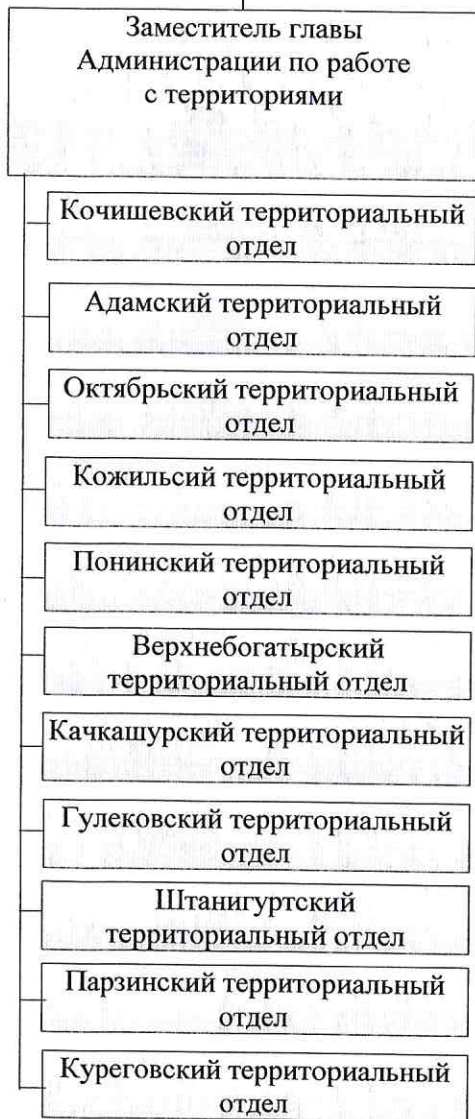 Заместитель главы
Администрации по работе
с территориями
Кочишевский территориальный
отдел
Адамский территориальный
отдел
Октябрьский территориальный
отдел
Кожильсий территориальный
отдел
Понинский территориальный
отдел
Верхнебогатырский
территориальный отдел
Качкашурский территориальный
отдел
Гулековский территориальный
отдел
Штанигуртский
территориальный отдел
Парзинский территориальный
отдел
Куреговский территориальный
отдел